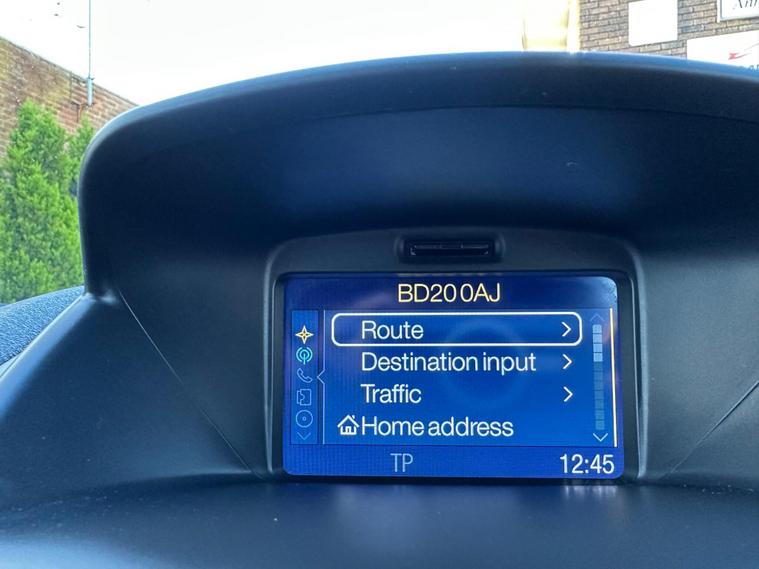 BD20 0AJ
Route
Destination input
Traffic
Home address
TP 12:45